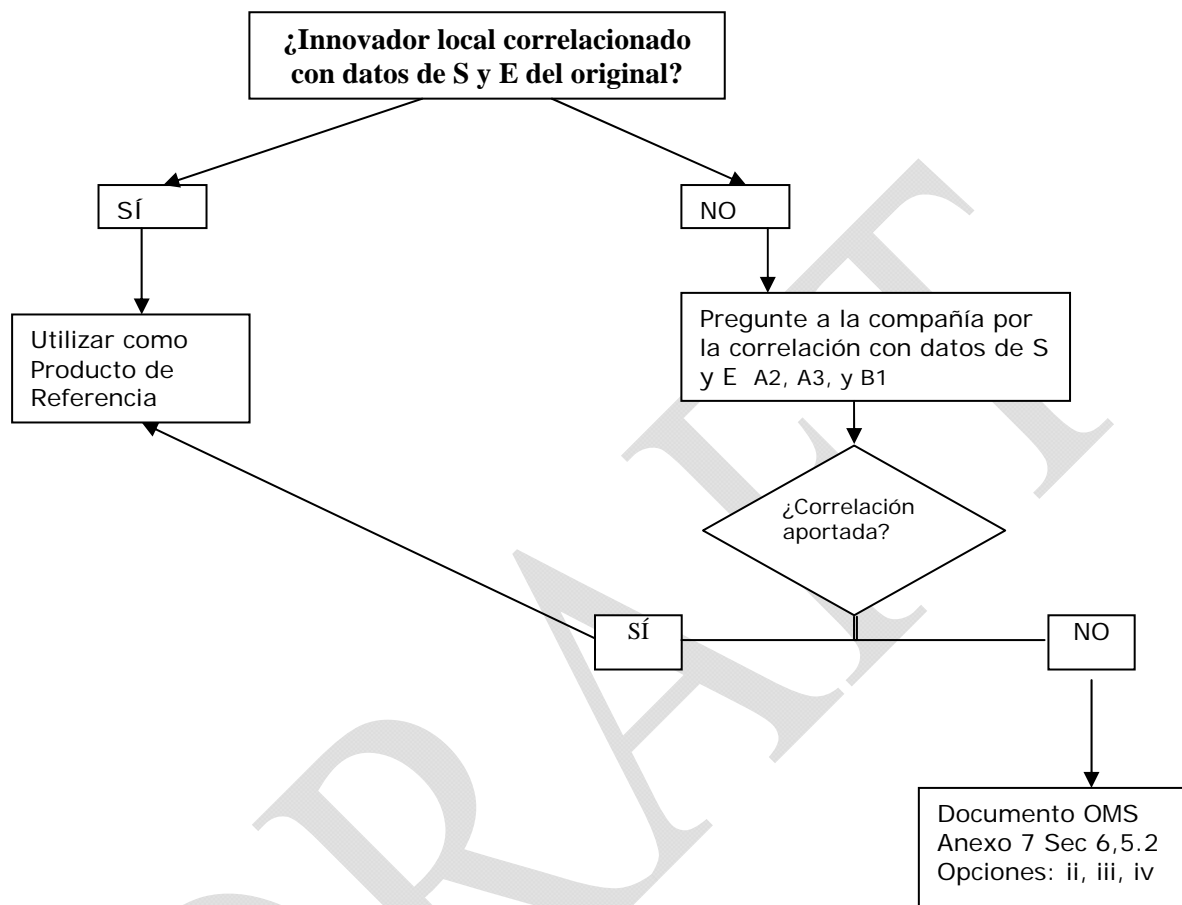 ¿Innovador local correlacionado
con datos de S y E del original?
SÍ
NO
Utilizar como
Producto de
Referencia
Pregunte a la compañía por
la correlación con datos de S
y E A2, A3, y B1
¿Correlación
aportada?
SÍ
NO
Documento OMS
Anexo 7 Sec 6,5.2
Opciones: ii, iii, iv
DRAFT